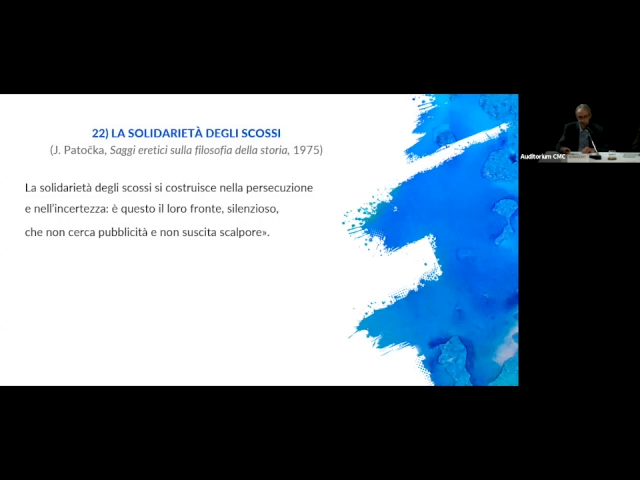 22) LA SOLIDARIETÀ DEGLI SCOSSI
(J. Patočka, Saggi eretici sulla filosofia della storia, 1975)
La solidarietà degli scossi si costruisce nella persecuzione
e nell'incertezza: è questo il loro fronte, silenzioso,
che non cerca pubblicità e non suscita scalpore».
Auditorium CMC